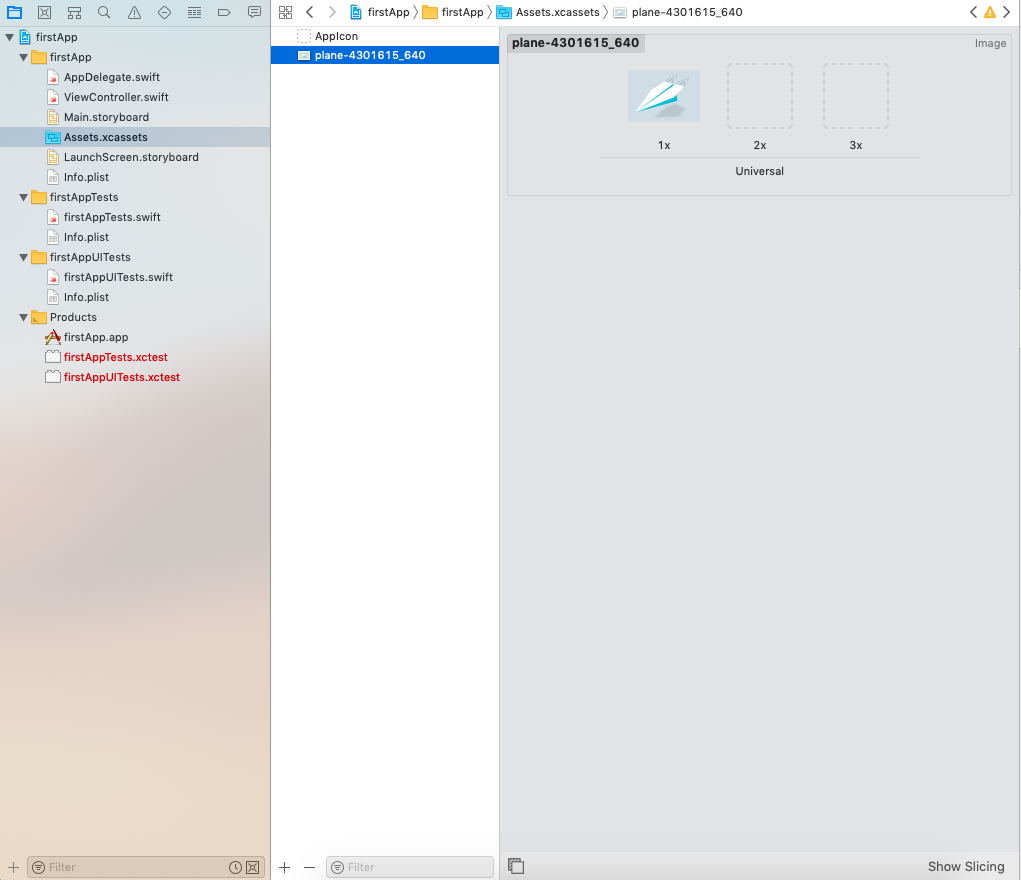 firstApp firstApp Assets.xcassets plane-4301615_640
firstApp
firstApp
AppDelegate.swift
ViewController.swift
Main.storyboard
Assets.xcassets
LaunchScreen.storyboard
Info.plist
firstAppTests
firstAppTests.swift
Info.plist
firstAppUITests
firstAppUITests.swift
Info.plist
Products
firstApp.app
firstAppTests.xctest
firstAppUITests.xctest
Filter
AppIcon
plane-4301615_640
Filter
plane-4301615_640 Image
1x 2x 3x
Universal
Show Slicing